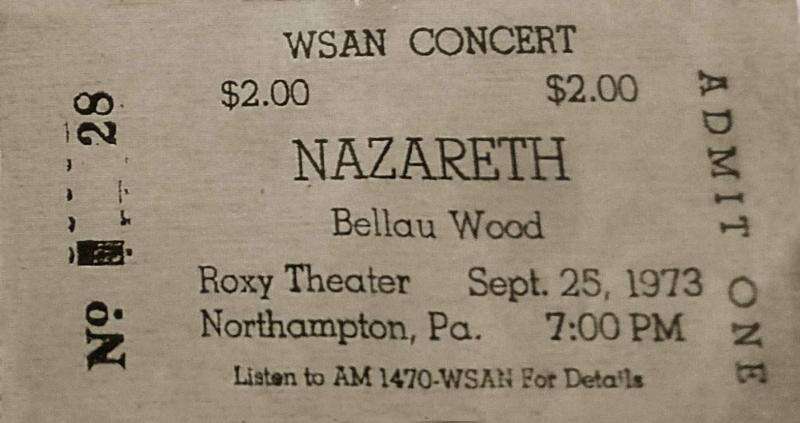 WSAN CONCERT
$2.00 $2.00
NAZARETH
Bellau Wood
Roxy Theater Sept. 25, 1973
Northampton, Pa. 7:00 PM
Listen to AM 1470-WSAN For Details
ADMIT ONE
Nº 28